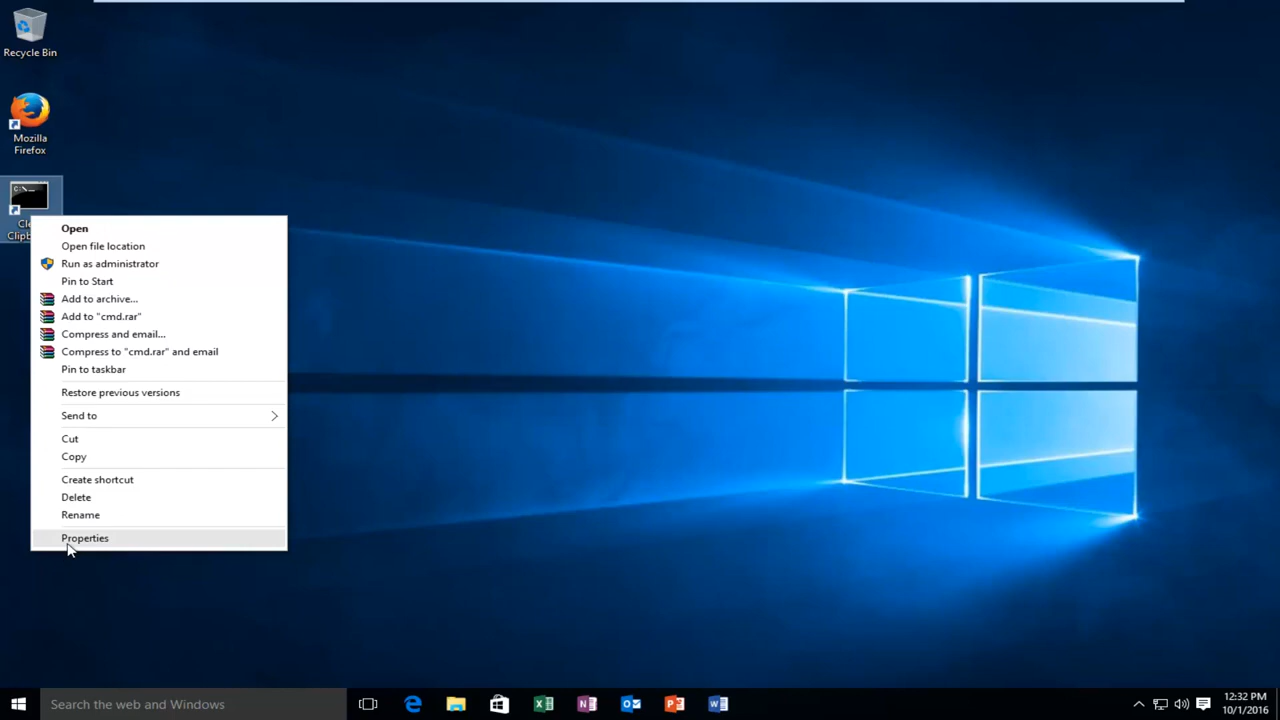 Recycle Bin
Mozilla
Firefox
C:\
Open
Open file location
Run as administrator
Pin to Start
Add to archive...
Add to "cmd.rar"
Compress and email...
Compress to "cmd.rar" and email
Pin to taskbar
Restore previous versions
Send to
Cut
Copy
Create shortcut
Delete
Rename
Properties
Search the web and Windows
12:32 PM
10/1/2016